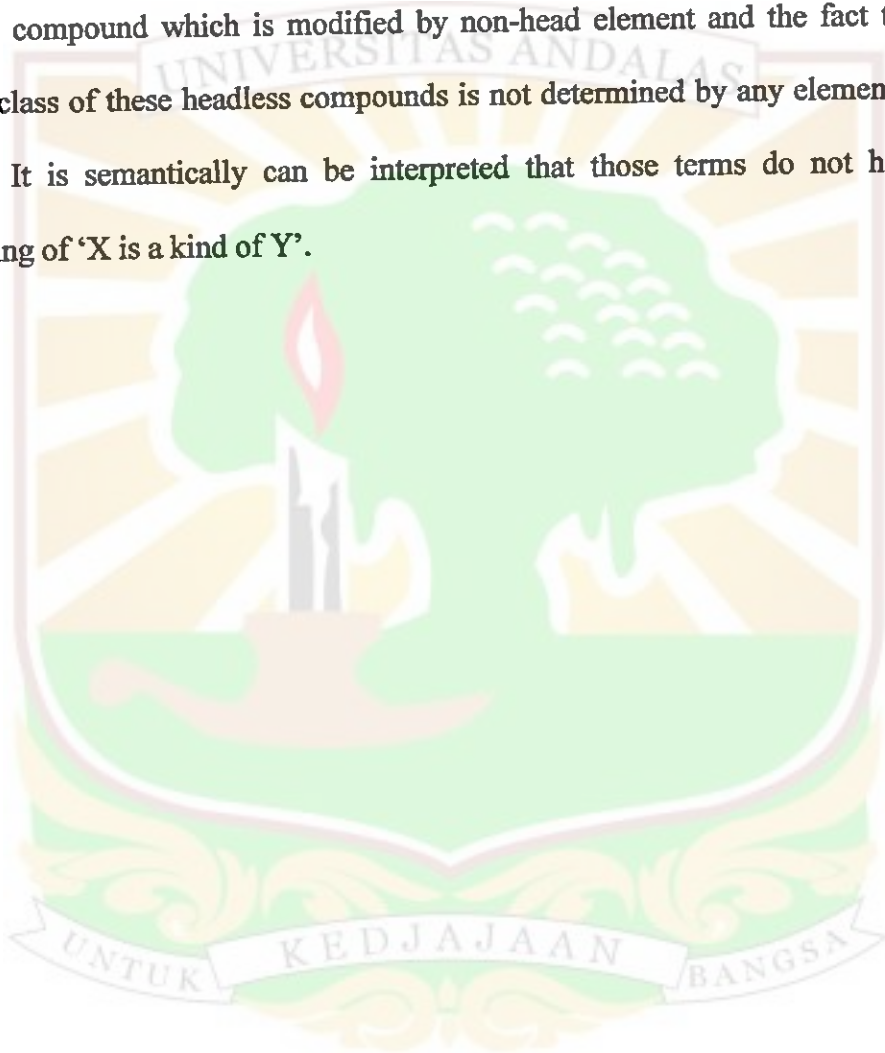 compound which is modified by non-head element and the fact t
UNIVERSITAS ANDALAS
class of these headless compounds is not determined by any elemen
It is semantically can be interpreted that those terms do not h
ng of ‘X is a kind of Y’.
UNTUK KEDJAJAAN BANGSA